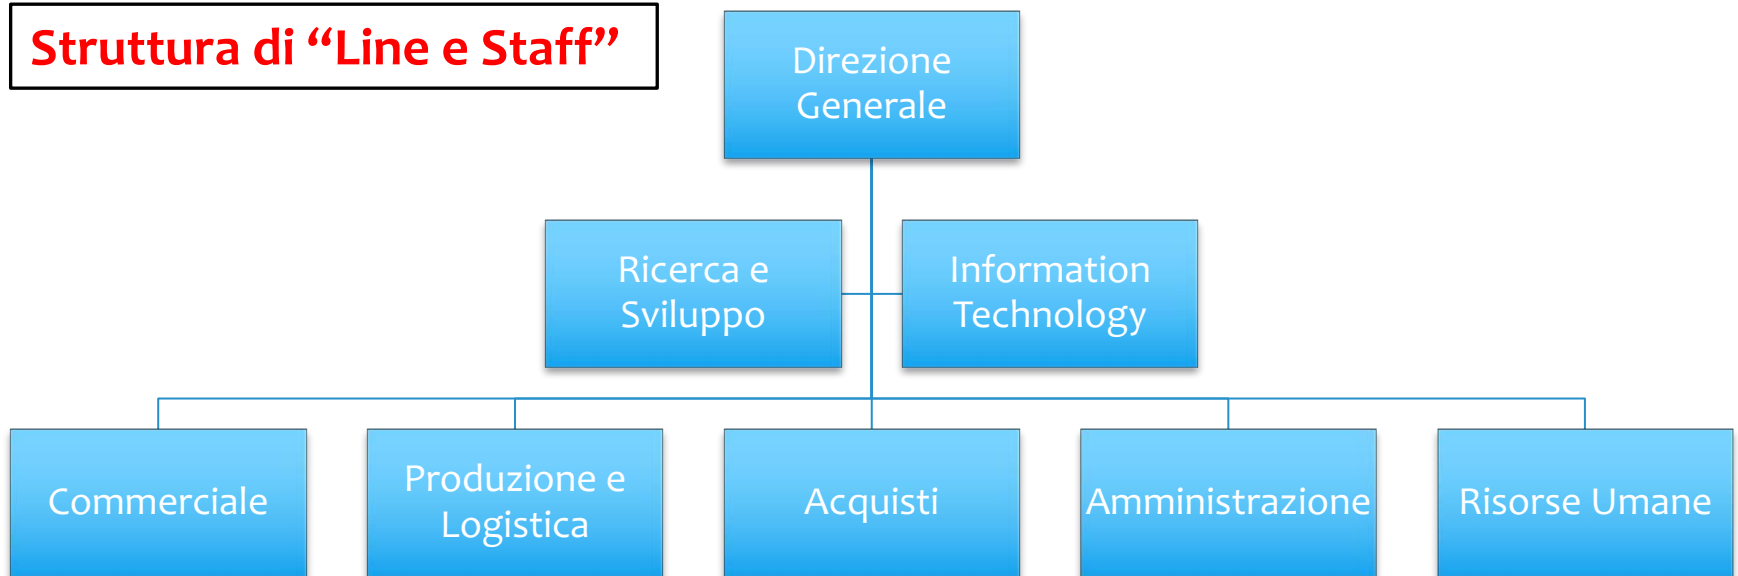 Struttura di “Line e Staff”
Direzione
Generale
Ricerca e
Sviluppo
Information
Technology
Commerciale
Produzione e
Logistica
Acquisti
Amministrazione
Risorse Umane